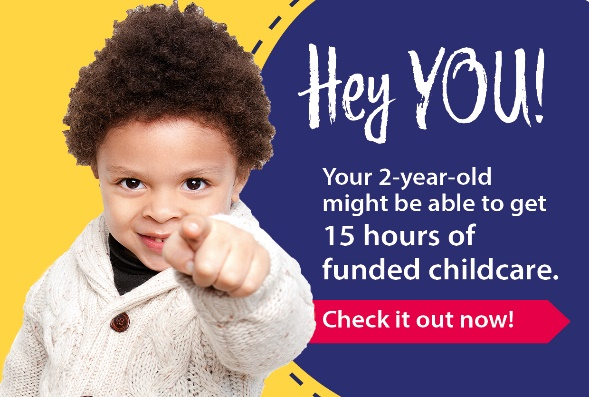 Hey YOU!
Your 2-year-old
might be able to get
15 hours of
funded childcare.
Check it out now!